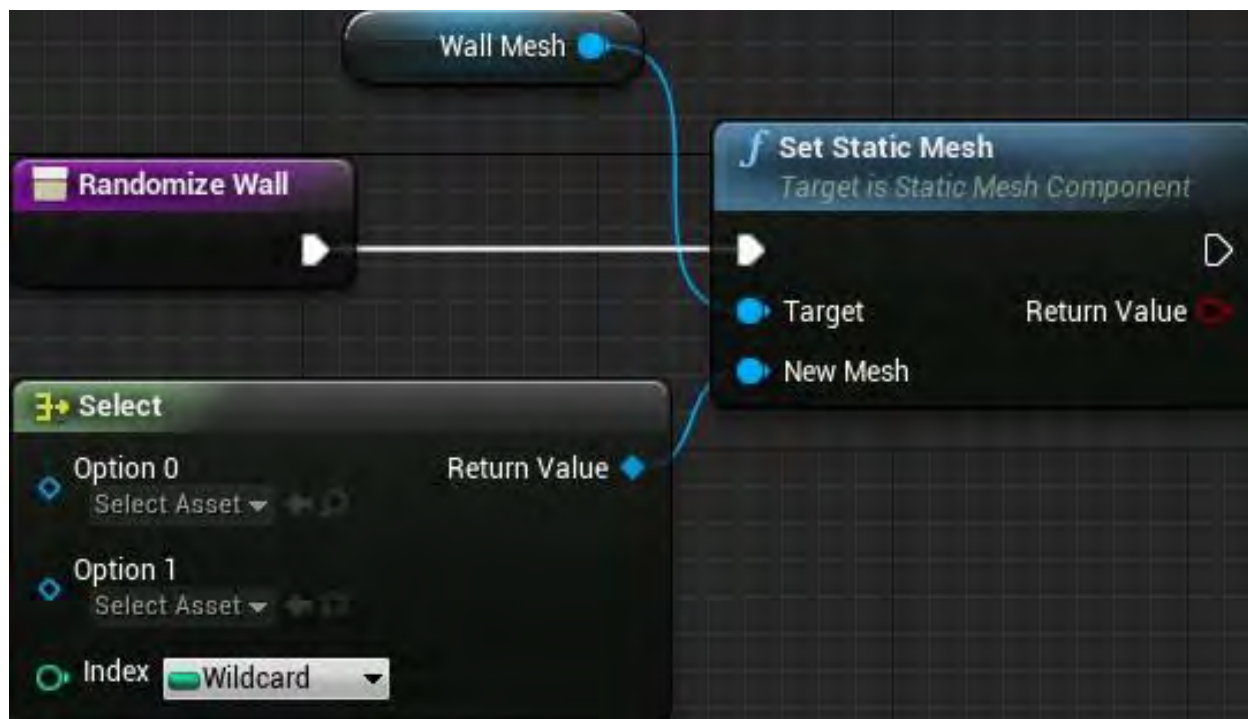 Wall Mesh
Randomize Wall
f Set Static Mesh
Target is Static Mesh Component
Target
Return Value
New Mesh
Select
Option 0
Return Value
Select Asset
Option 1
Select Asset
Index Wildcard